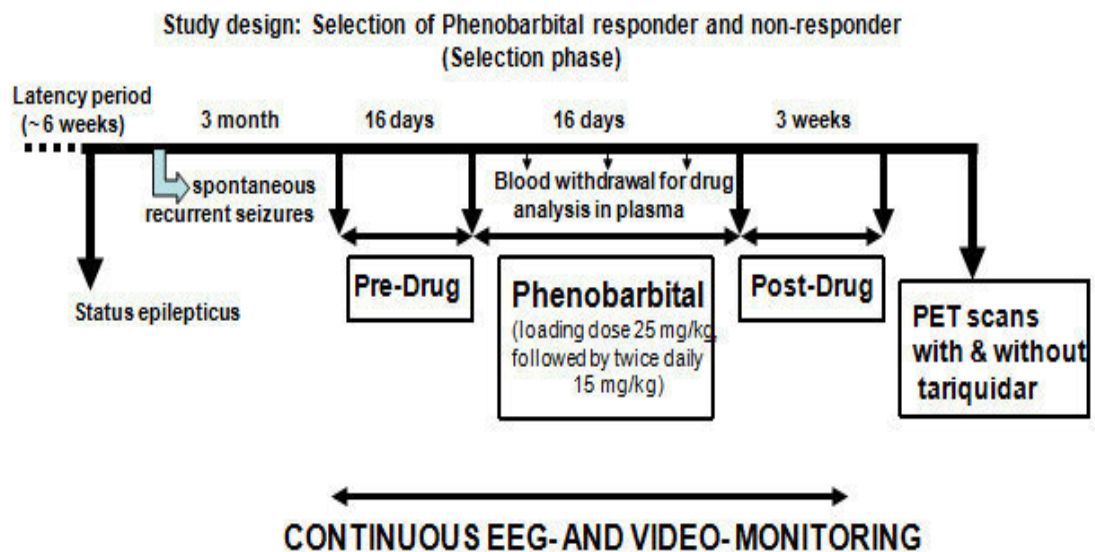 Study design: Selection of Phenobarbital responder and non-responder
(Selection phase)
Latency period
(~ 6 weeks)
3 month
16 days
16 days
3 weeks
spontaneous
recurrent seizures
Blood withdrawal for drug
analysis in plasma
Status epilepticus
Pre-Drug
Phenobarbital
(loading dose 25 mg/kg,
followed by twice daily
15 mg/kg)
Post-Drug
PET scans
with & without
tariquidar
CONTINUOUS EEG- AND VIDEO- MONITORING